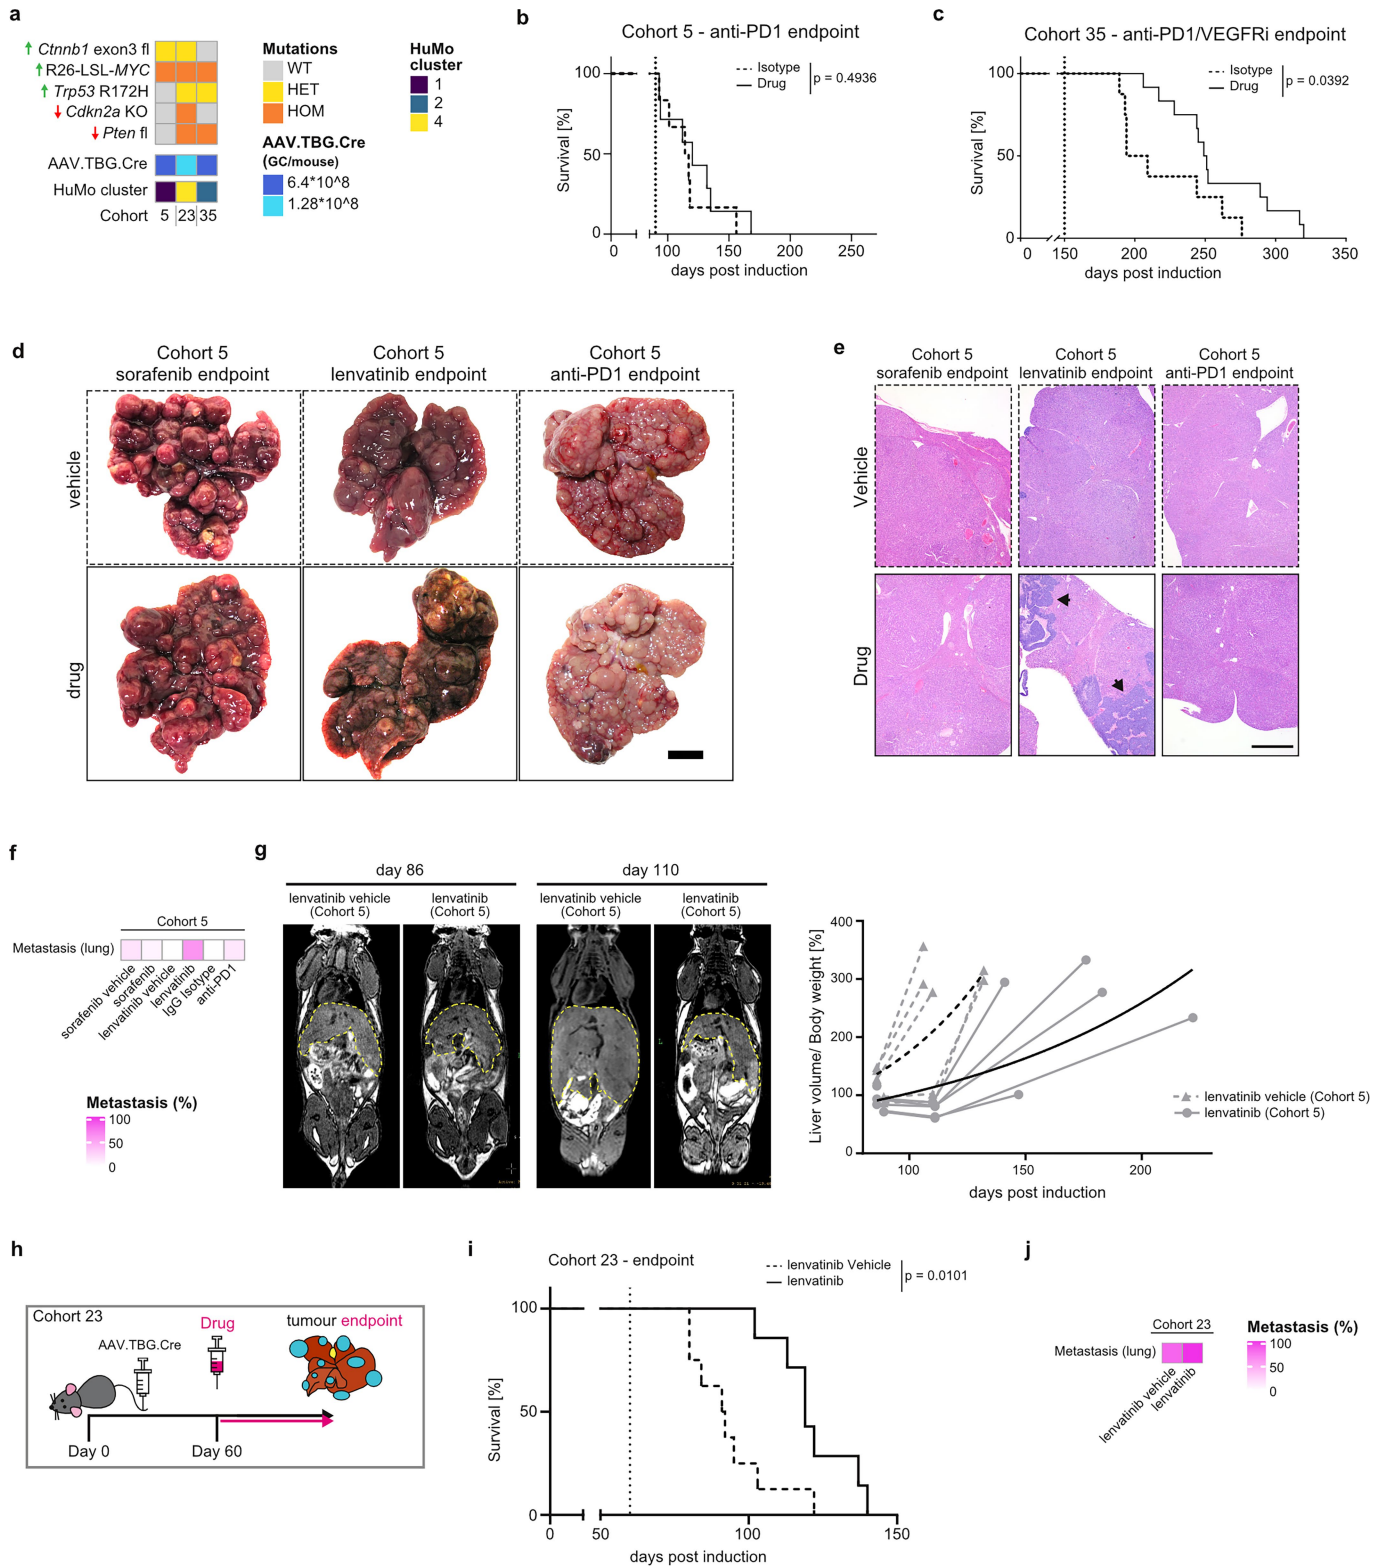 a
Ctnnb1 exon3 fl
R26-LSL-MYC
Trp53 R172H
Cdkn2a KO
Pten fl
AAV.TBG.Cre
HuMo cluster
Cohort 5 23 35
Mutations
WT
HET
HOM
AAV.TBG.Cre
(GC/mouse)
6.4*10^8
1.28*10^8
HuMo
cluster
1
2
4
b
Cohort 5 - anti-PD1 endpoint
Isotype
Drug
p = 0.4936
Survival [%]
100
50
0
0 100 150 200 250
days post induction
c
Cohort 35 - anti-PD1/VEGFRi endpoint
Isotype
Drug
p = 0.0392
Survival [%]
100
50
0
0 150 200 250 300 350
days post induction
d
Cohort 5
sorafenib endpoint
Cohort 5
lenvatinib endpoint
Cohort 5
anti-PD1 endpoint
vehicle
drug
e
Cohort 5
sorafenib endpoint
Cohort 5
lenvatinib endpoint
Cohort 5
anti-PD1 endpoint
Vehicle
Drug
f
Cohort 5
Metastasis (lung)
sorafenib vehicle
sorafenib
lenvatinib vehicle
lenvatinib
IgG Isotype
anti-PD1
Metastasis (%)
100
50
0
g
day 86
day 110
lenvatinib vehicle
(Cohort 5)
lenvatinib
(Cohort 5)
lenvatinib vehicle
(Cohort 5)
lenvatinib
(Cohort 5)
Liver volume/ Body weight [%]
400
300
200
100
0
100 150 200
days post induction
lenvatinib vehicle (Cohort 5)
lenvatinib (Cohort 5)
h
Cohort 23
AAV.TBG.Cre
Drug
tumour endpoint
Day 0
Day 60
i
Cohort 23 - endpoint
lenvatinib Vehicle
lenvatinib
p = 0.0101
Survival [%]
100
50
0
0 50 100 150
days post induction
j
Cohort 23
Metastasis (lung)
lenvatinib vehicle
lenvatinib
Metastasis (%)
100
50
0